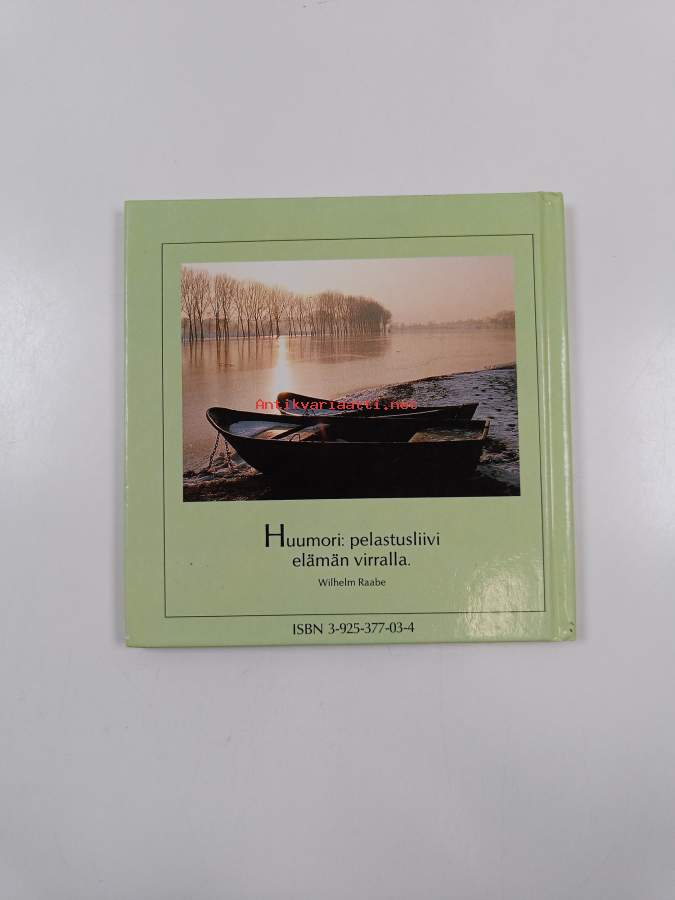 Antikvariaatti.net
Huumori: pelastusliivi
elämän virralla.
Wilhelm Raabe
ISBN 3-925-377-03-4